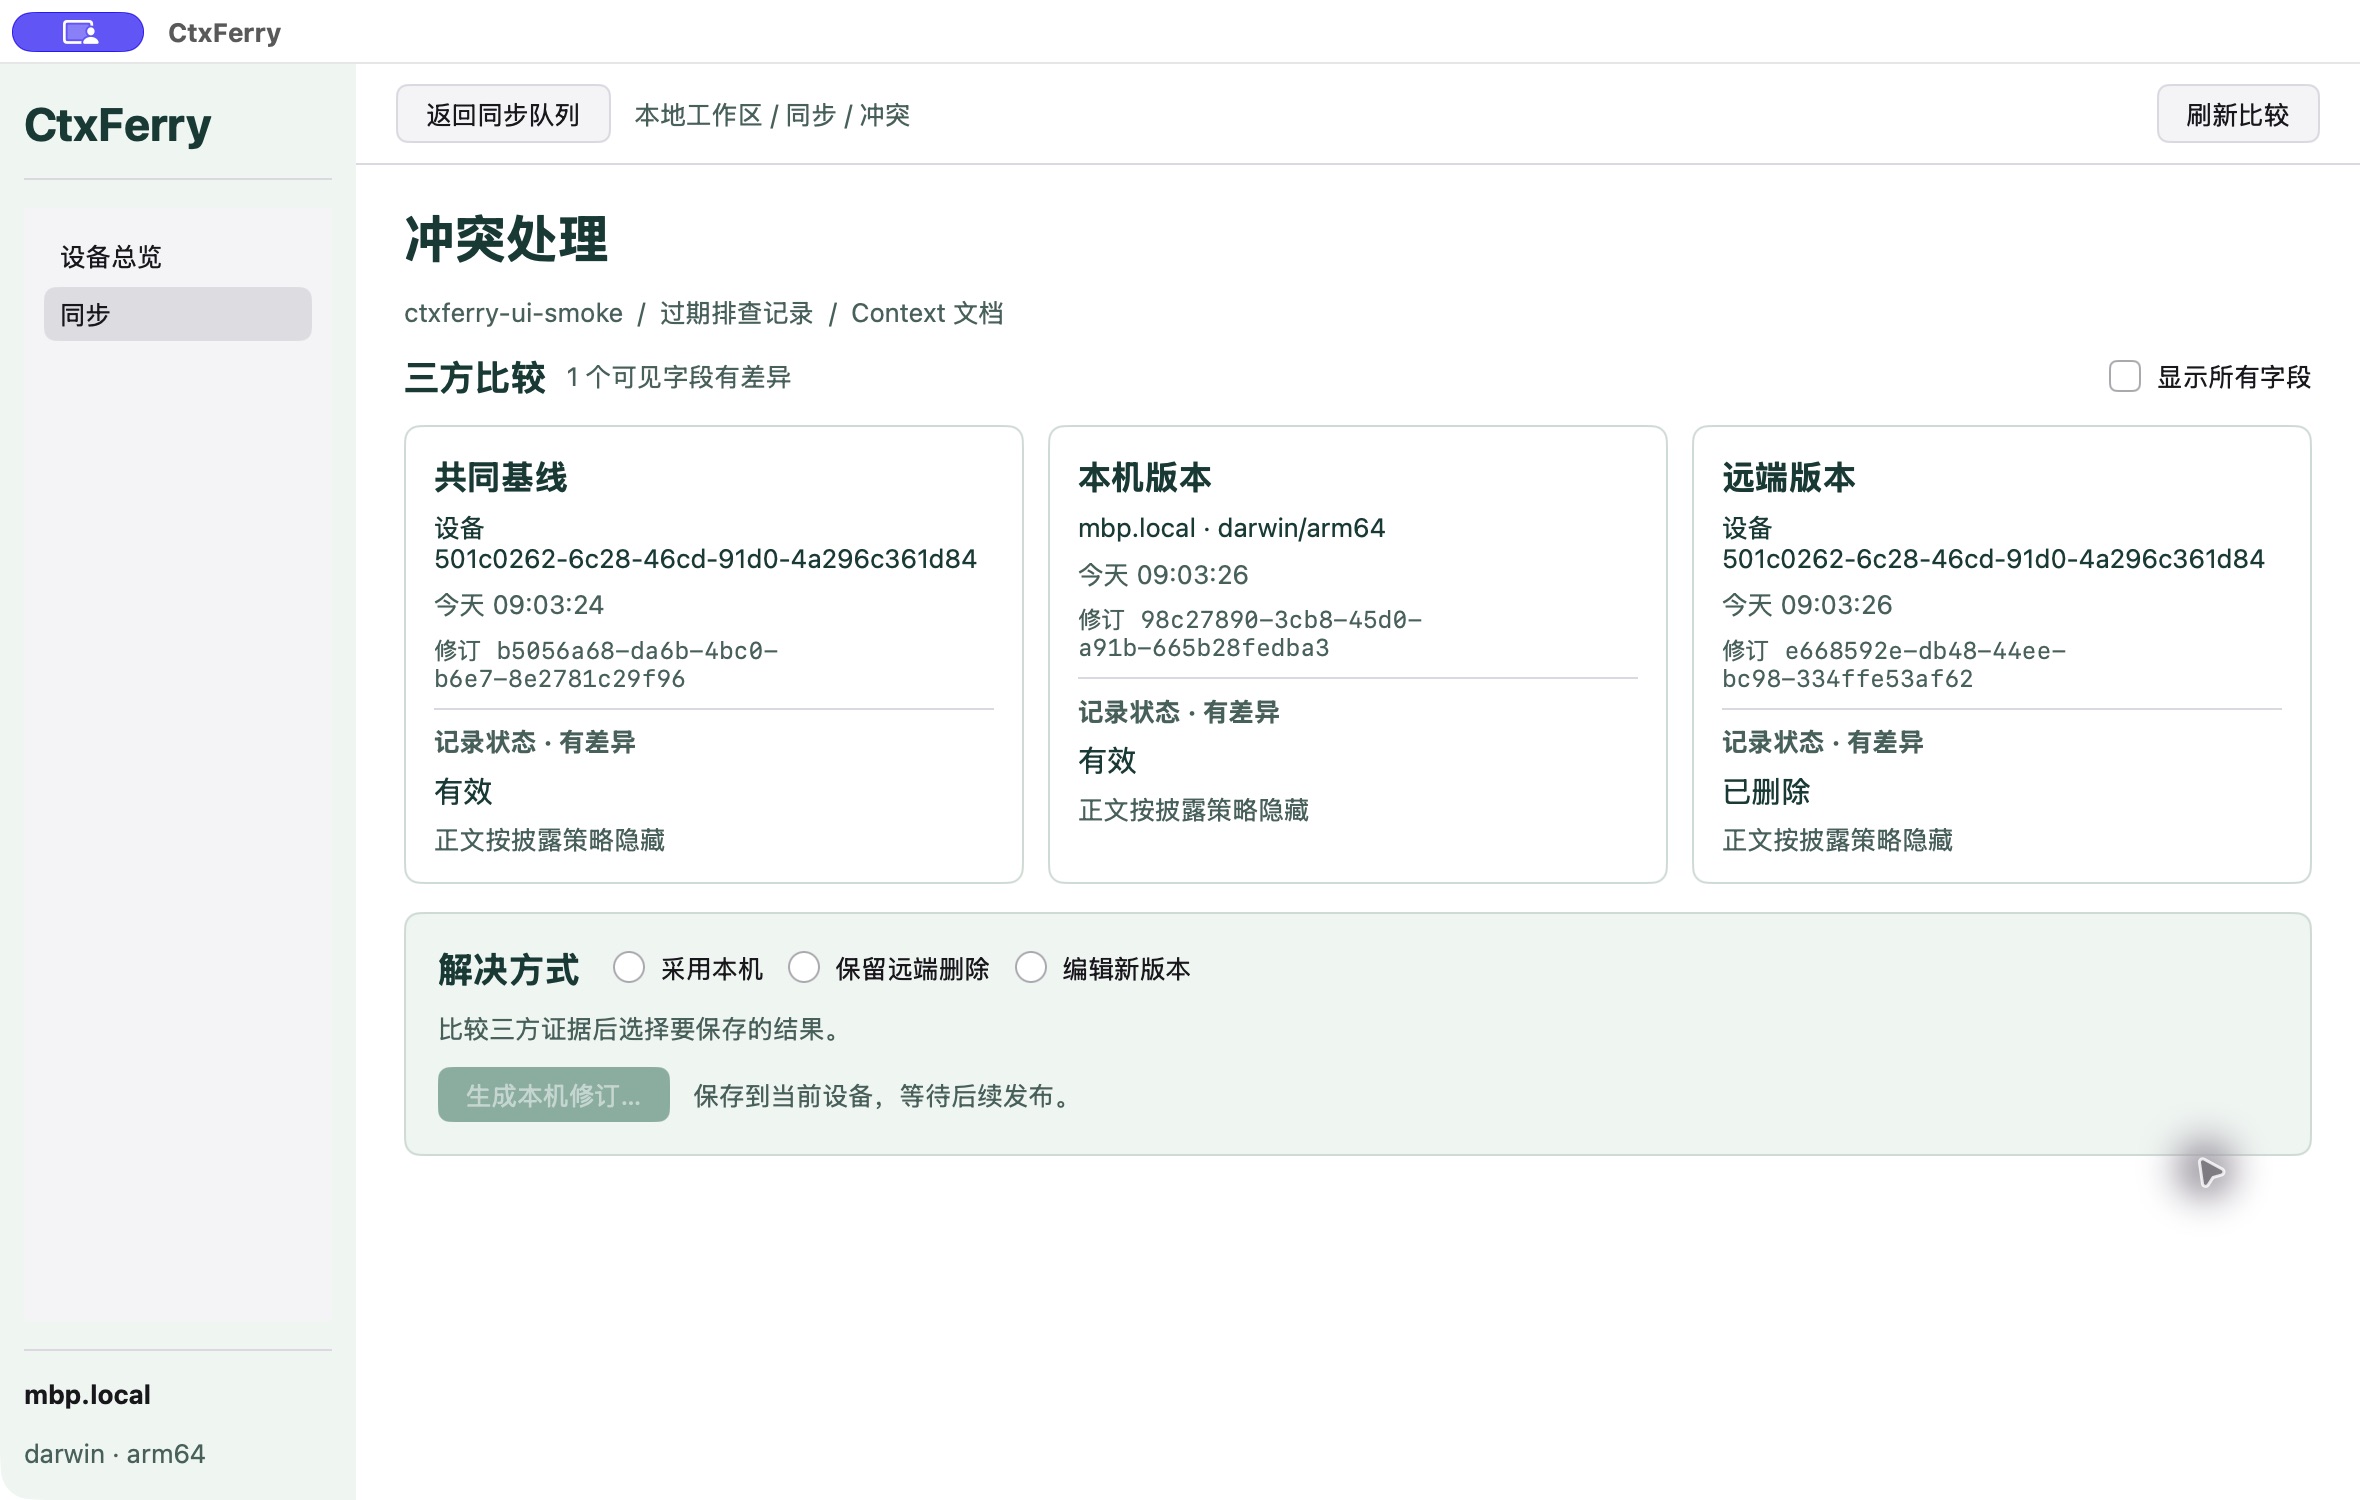 CtxFerry
CtxFerry
设备总览
同步
mbp.local
darwin · arm64
返回同步队列
本地工作区 / 同步 / 冲突
刷新比较
冲突处理
ctxferry-ui-smoke / 过期排查记录 / Context 文档
三方比较 1 个可见字段有差异
显示所有字段
共同基线
设备
501c0262-6c28-46cd-91d0-4a296c361d84
今天 09:03:24
修订 b5056a68-da6b-4bc0-
b6e7-8e2781c29f96
记录状态 · 有差异
有效
正文按披露策略隐藏
本机版本
mbp.local · darwin/arm64
今天 09:03:26
修订 98c27890-3cb8-45d0-
a91b-665b28fedba3
记录状态 · 有差异
有效
正文按披露策略隐藏
远端版本
设备
501c0262-6c28-46cd-91d0-4a296c361d84
今天 09:03:26
修订 e668592e-db48-44ee-
bc98-334ffe53af62
记录状态 · 有差异
已删除
正文按披露策略隐藏
解决方式 采用本机 保留远端删除 编辑新版本
比较三方证据后选择要保存的结果。
生成本机修订... 保存到当前设备，等待后续发布。